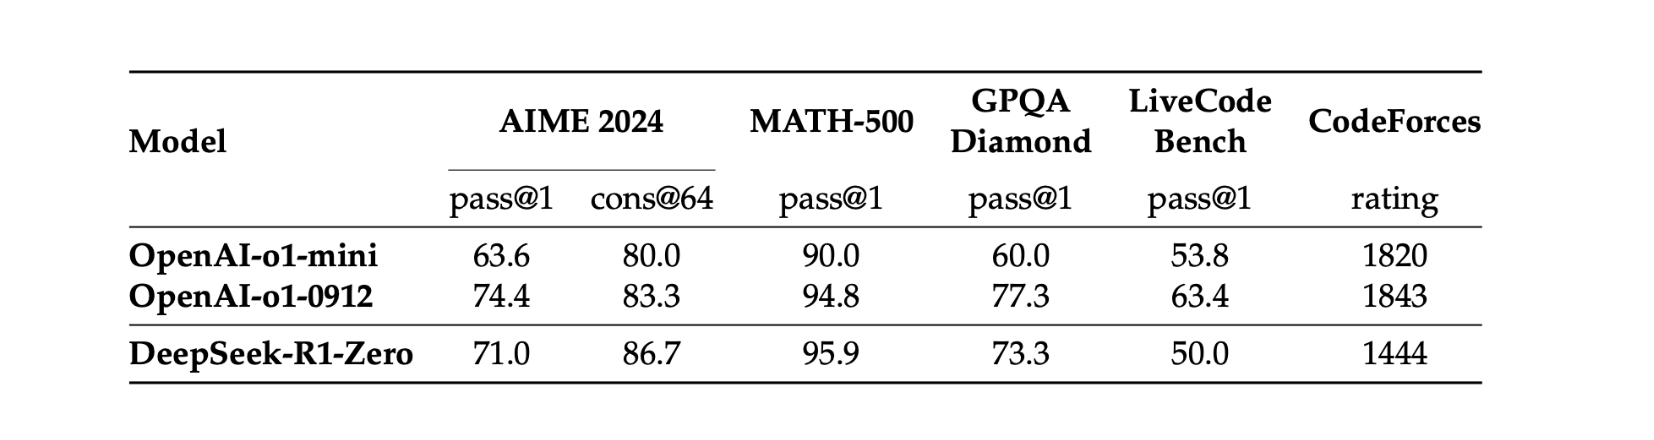 Model AIME 2024 MATH-500 GPQA Diamond LiveCode Bench CodeForces
pass@1 cons@64 pass@1 pass@1 pass@1 rating
OpenAI-o1-mini 63.6 80.0 90.0 60.0 53.8 1820
OpenAI-o1-0912 74.4 83.3 94.8 77.3 63.4 1843
DeepSeek-R1-Zero 71.0 86.7 95.9 73.3 50.0 1444